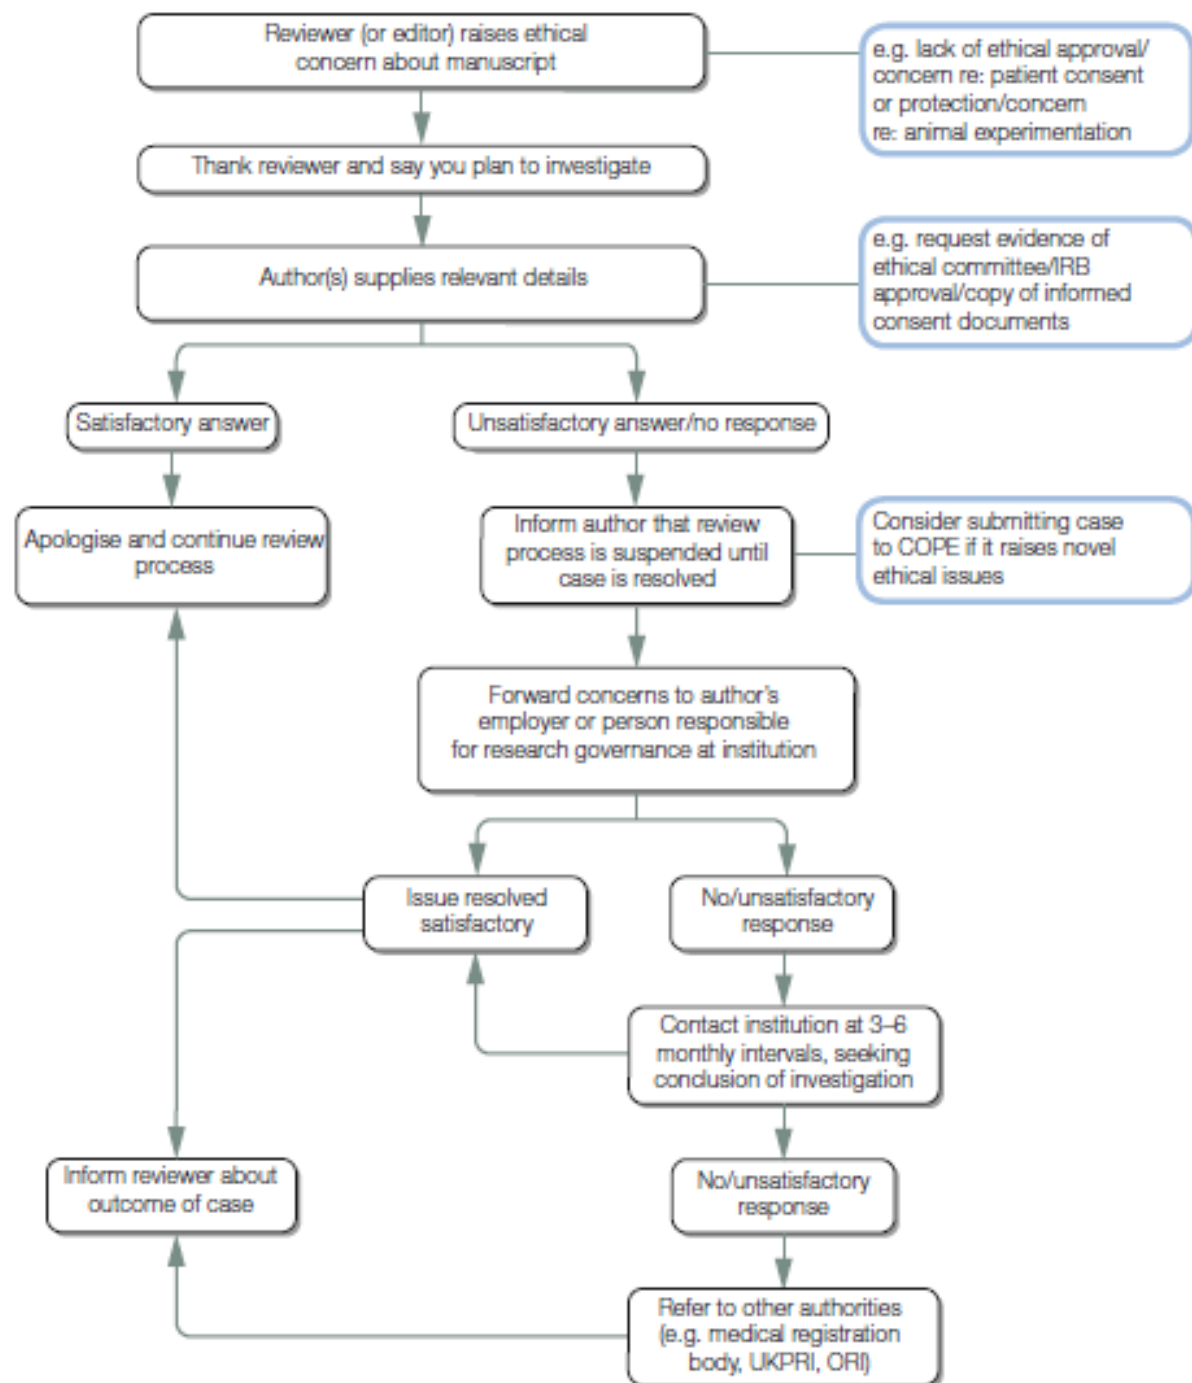 Reviewer (or editor) raises ethical
concern about manuscript
e.g. lack of ethical approval/
concern re: patient consent
or protection/concern
re: animal experimentation
Thank reviewer and say you plan to investigate
Author(s) supplies relevant details
e.g. request evidence of
ethical committee/IRB
approval/copy of informed
consent documents
Satisfactory answer
Unsatisfactory answer/no response
Apologise and continue review
process
Inform author that review
process is suspended until
case is resolved
Consider submitting case
to COPE if it raises novel
ethical issues
Forward concerns to author's
employer or person responsible
for research governance at institution
Issue resolved
satisfactory
No/unsatisfactory
response
Contact institution at 3–6
monthly intervals, seeking
conclusion of investigation
Inform reviewer about
outcome of case
No/unsatisfactory
response
Refer to other authorities
(e.g. medical registration
body, UKPRI, ORI)